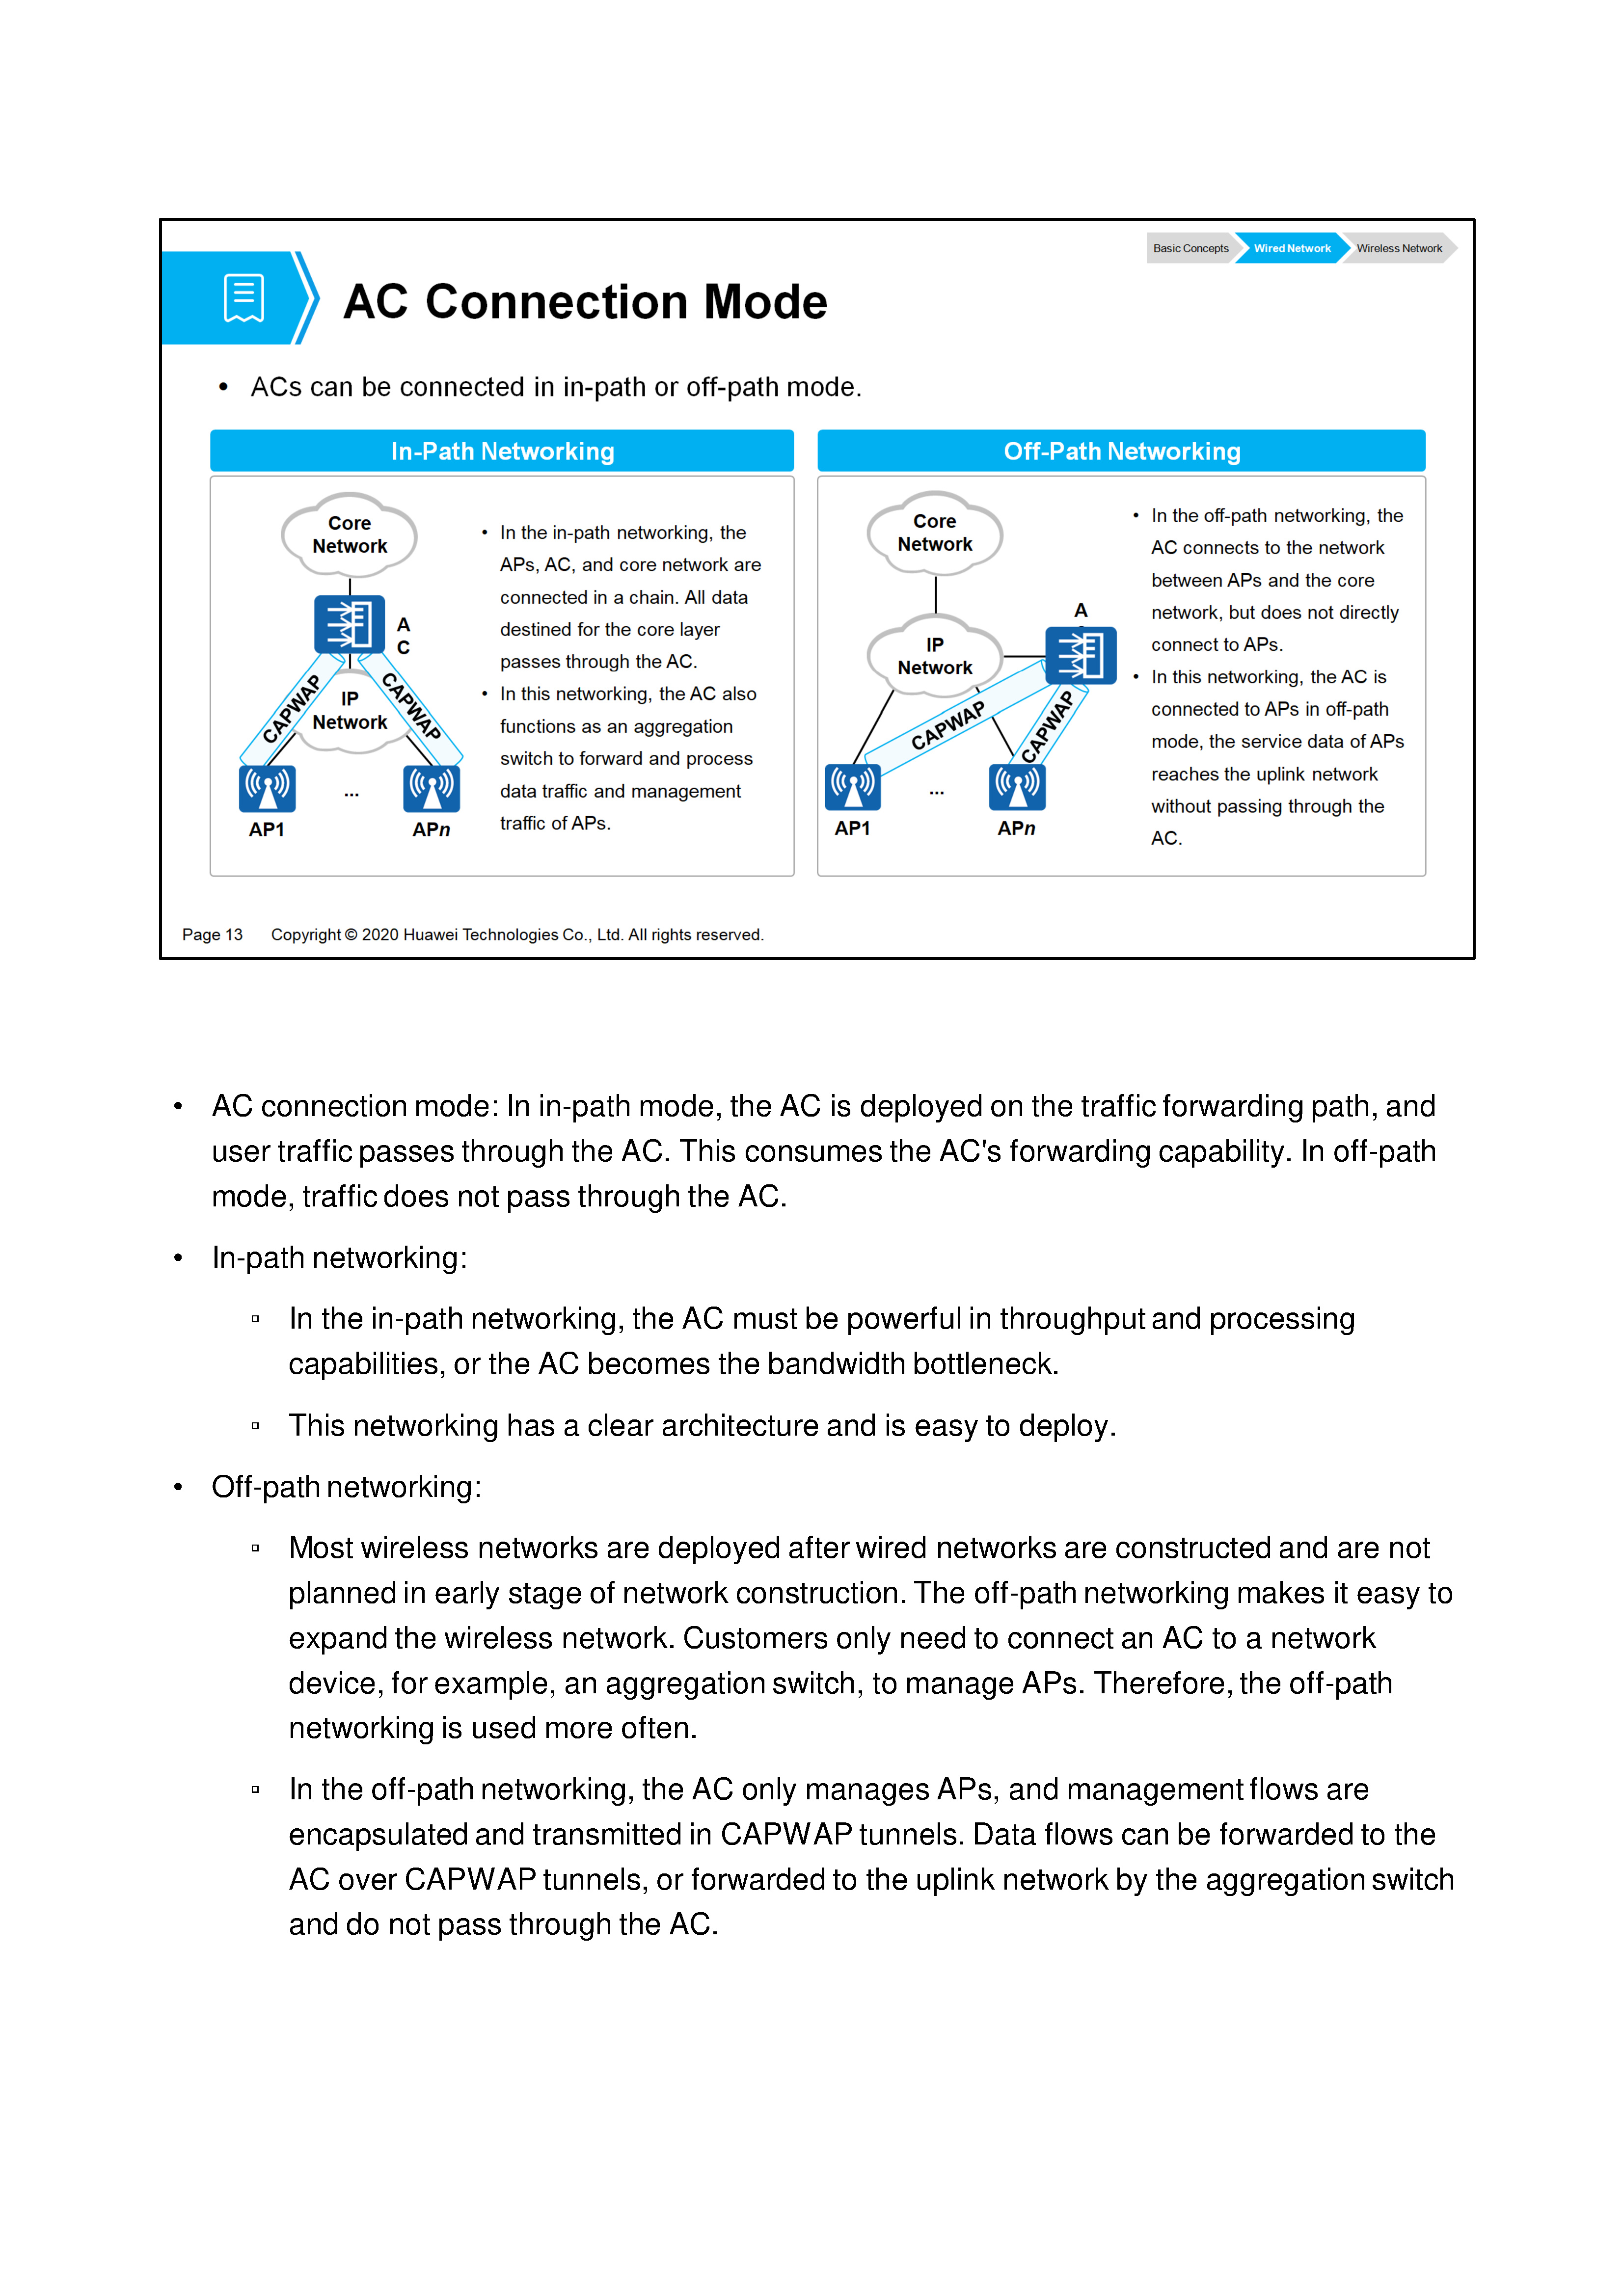 Basic Concepts Wired Network Wireless Network
AC Connection Mode
• ACs can be connected in in-path or off-path mode.
In-Path Networking
Core
Network
A
C
CAPWAP
CAPWAP
IP
Network
AP1
...
APn
• In the in-path networking, the
APs, AC, and core network are
connected in a chain. All data
destined for the core layer
passes through the AC.
• In this networking, the AC also
functions as an aggregation
switch to forward and process
data traffic and management
traffic of APs.
Off-Path Networking
Core
Network
A
IP
Network
CAPWAP
CAPWAP
AP1
...
APn
• In the off-path networking, the
AC connects to the network
between APs and the core
network, but does not directly
connect to APs.
• In this networking, the AC is
connected to APs in off-path
mode, the service data of APs
reaches the uplink network
without passing through the
AC.
Page 13 Copyright © 2020 Huawei Technologies Co., Ltd. All rights reserved.
• AC connection mode: In in-path mode, the AC is deployed on the traffic forwarding path, and
user traffic passes through the AC. This consumes the AC's forwarding capability. In off-path
mode, traffic does not pass through the AC.
• In-path networking:
▫ In the in-path networking, the AC must be powerful in throughput and processing
capabilities, or the AC becomes the bandwidth bottleneck.
▫ This networking has a clear architecture and is easy to deploy.
• Off-path networking:
▫ Most wireless networks are deployed after wired networks are constructed and are not
planned in early stage of network construction. The off-path networking makes it easy to
expand the wireless network. Customers only need to connect an AC to a network
device, for example, an aggregation switch, to manage APs. Therefore, the off-path
networking is used more often.
▫ In the off-path networking, the AC only manages APs, and management flows are
encapsulated and transmitted in CAPWAP tunnels. Data flows can be forwarded to the
AC over CAPWAP tunnels, or forwarded to the uplink network by the aggregation switch
and do not pass through the AC.